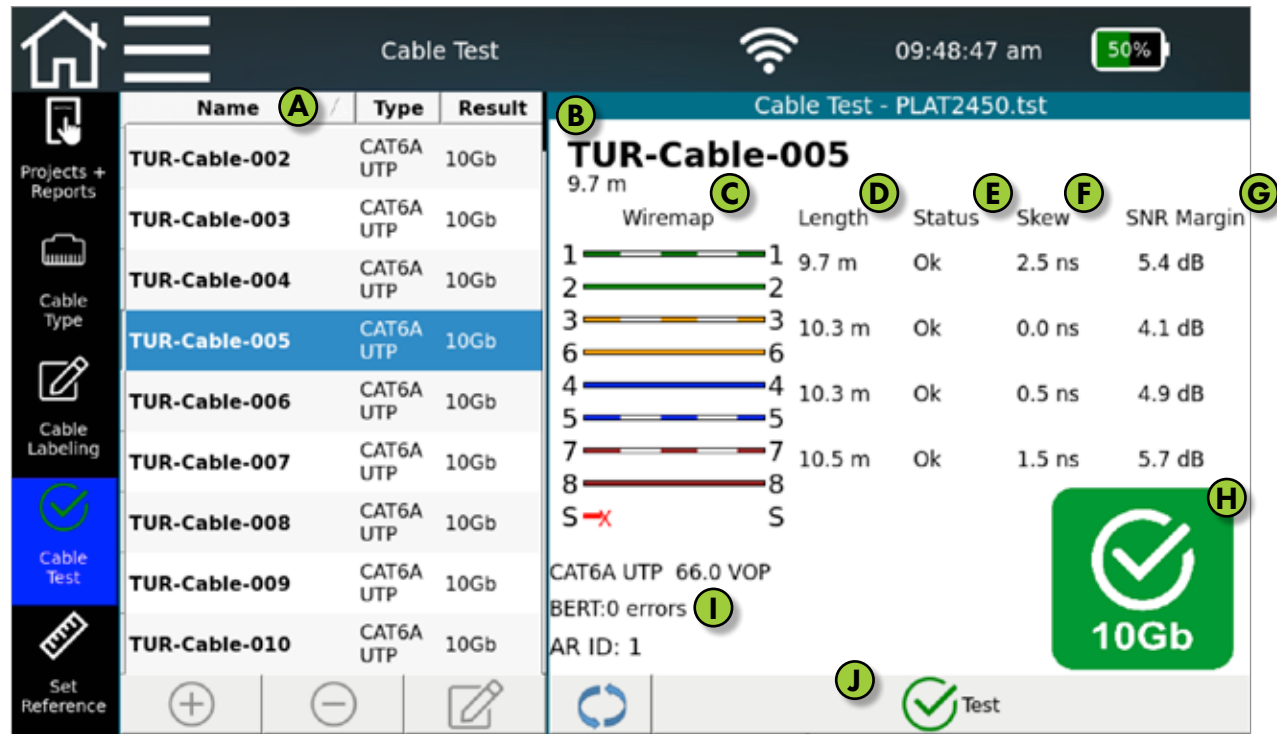 Cable Test
09:48:47 am
50%
Projects +
Reports
Cable
Type
Cable
Labeling
Cable
Test
Set
Reference
Name A Type Result
TUR-Cable-002 CAT6A UTP 10Gb
TUR-Cable-003 CAT6A UTP 10Gb
TUR-Cable-004 CAT6A UTP 10Gb
TUR-Cable-005 CAT6A UTP 10Gb
TUR-Cable-006 CAT6A UTP 10Gb
TUR-Cable-007 CAT6A UTP 10Gb
TUR-Cable-008 CAT6A UTP 10Gb
TUR-Cable-009 CAT6A UTP 10Gb
TUR-Cable-010 CAT6A UTP 10Gb
Cable Test - PLAT2450.tst
B
TUR-Cable-005
9.7 m
C D E F G
Wiremap Length Status Skew SNR Margin
1 1 9.7 m Ok 2.5 ns 5.4 dB
2 2
3 3 10.3 m Ok 0.0 ns 4.1 dB
6 6
4 4 10.3 m Ok 0.5 ns 4.9 dB
5 5
7 7 10.5 m Ok 1.5 ns 5.7 dB
8 8
S X S
H
10Gb
CAT6A UTP 66.0 VOP
BERT:0 errors I
AR ID: 1
J
Test